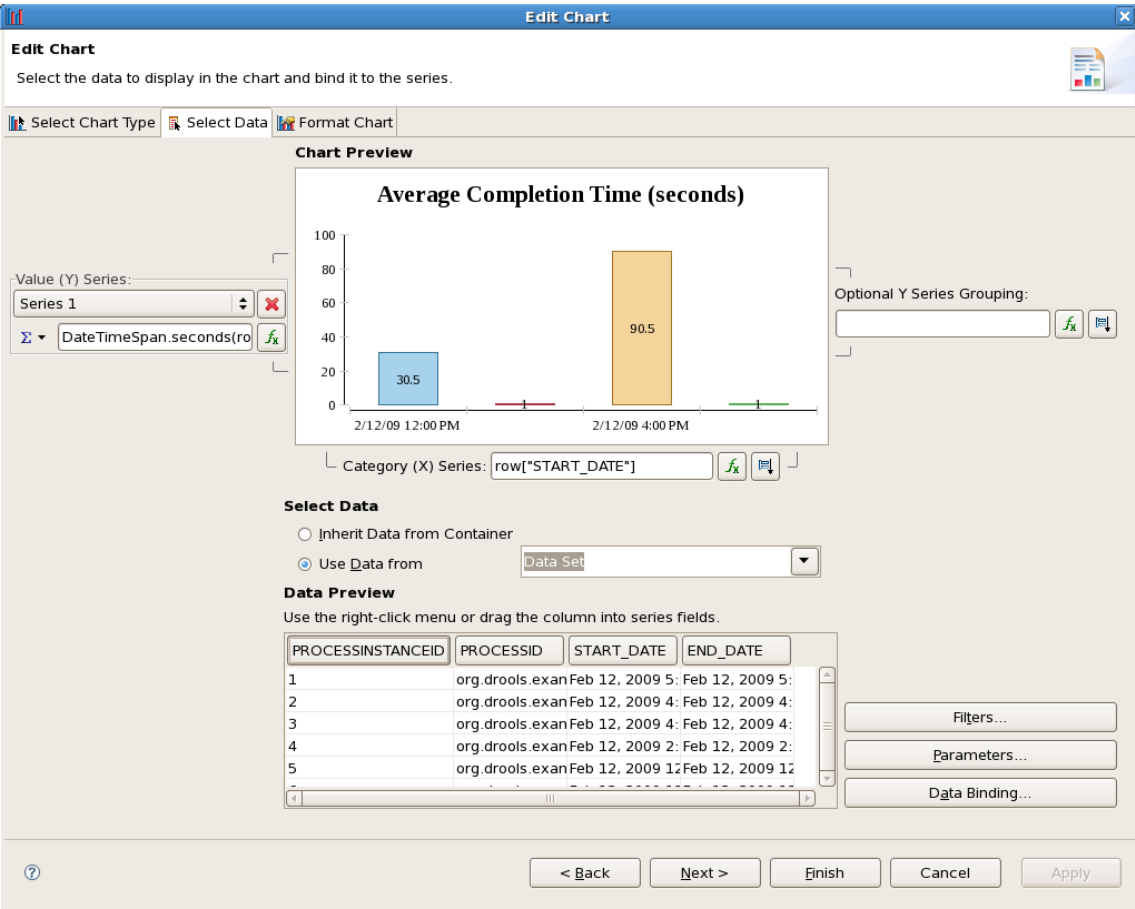 Edit Chart
Edit Chart
Select the data to display in the chart and bind it to the series.
Select Chart Type Select Data Format Chart
Chart Preview
Average Completion Time (seconds)
100
80
60
40
20
0
30.5
1
90.5
1
2/12/09 12:00 PM 2/12/09 4:00 PM
Value (Y) Series:
Series 1
Σ DateTimeSpan.seconds(ro fx
Optional Y Series Grouping:
fx
Category (X) Series: row["START_DATE"] fx
Select Data
Inherit Data from Container
Use Data from Data Set
Data Preview
Use the right-click menu or drag the column into series fields.
PROCESSINSTANCEID PROCESSID START_DATE END_DATE
1 org.drools.exan Feb 12, 2009 5: Feb 12, 2009 5:
2 org.drools.exan Feb 12, 2009 4: Feb 12, 2009 4:
3 org.drools.exan Feb 12, 2009 4: Feb 12, 2009 4:
4 org.drools.exan Feb 12, 2009 2: Feb 12, 2009 2:
5 org.drools.exan Feb 12, 2009 12 Feb 12, 2009 12
Filters...
Parameters...
Data Binding...
? < Back Next > Finish Cancel Apply